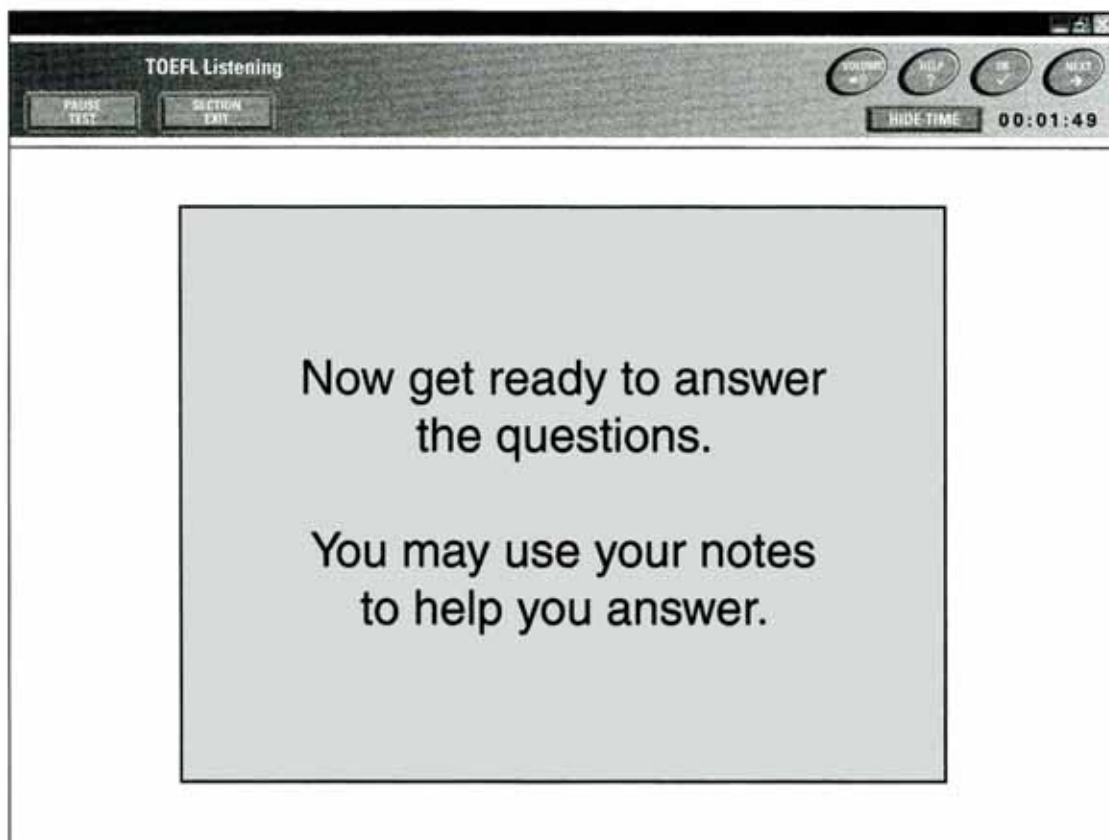 TOEFL Listening
PAUSE TEST
SECTION EXIT
VOLUME
HELP
?
OK
NEXT
HIDE TIME
00:01:49
Now get ready to answer
the questions.
You may use your notes
to help you answer.